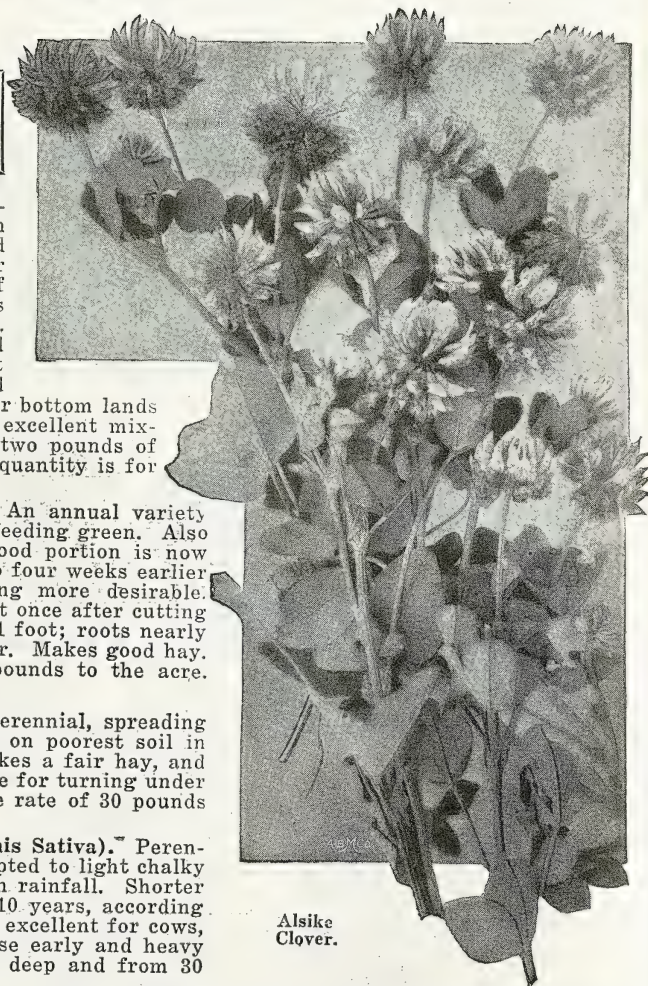 d
r
f
s
l
r bottom lands
excellent mix-
two pounds of
quantity is for
An annual variety
eeding green. Also
ood portion is now
four weeks earlier
ng more desirable.
t once after cutting
l foot; roots nearly
r. Makes good hay.
pounds to the acre.
erennial, spreading
on poorest soil in
kes a fair hay, and
e for turning under
e rate of 30 pounds
is Sativa). Peren-
pted to light chalky
n rainfall. Shorter
10 years, according
excellent for cows,
se early and heavy
deep and from 30
Alsike
Clover.